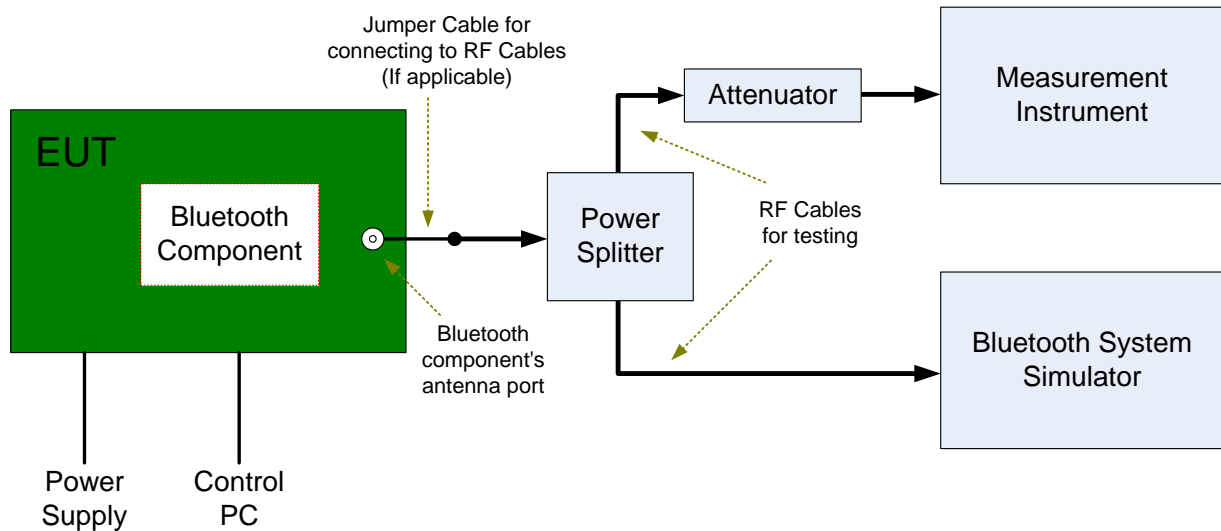 Jumper Cable for
connecting to RF Cables
(If applicable)
EUT
Bluetooth
Component
Bluetooth
component's
antenna port
Power
Supply
Control
PC
Power
Splitter
Attenuator
RF Cables
for testing
Measurement
Instrument
Bluetooth System
Simulator